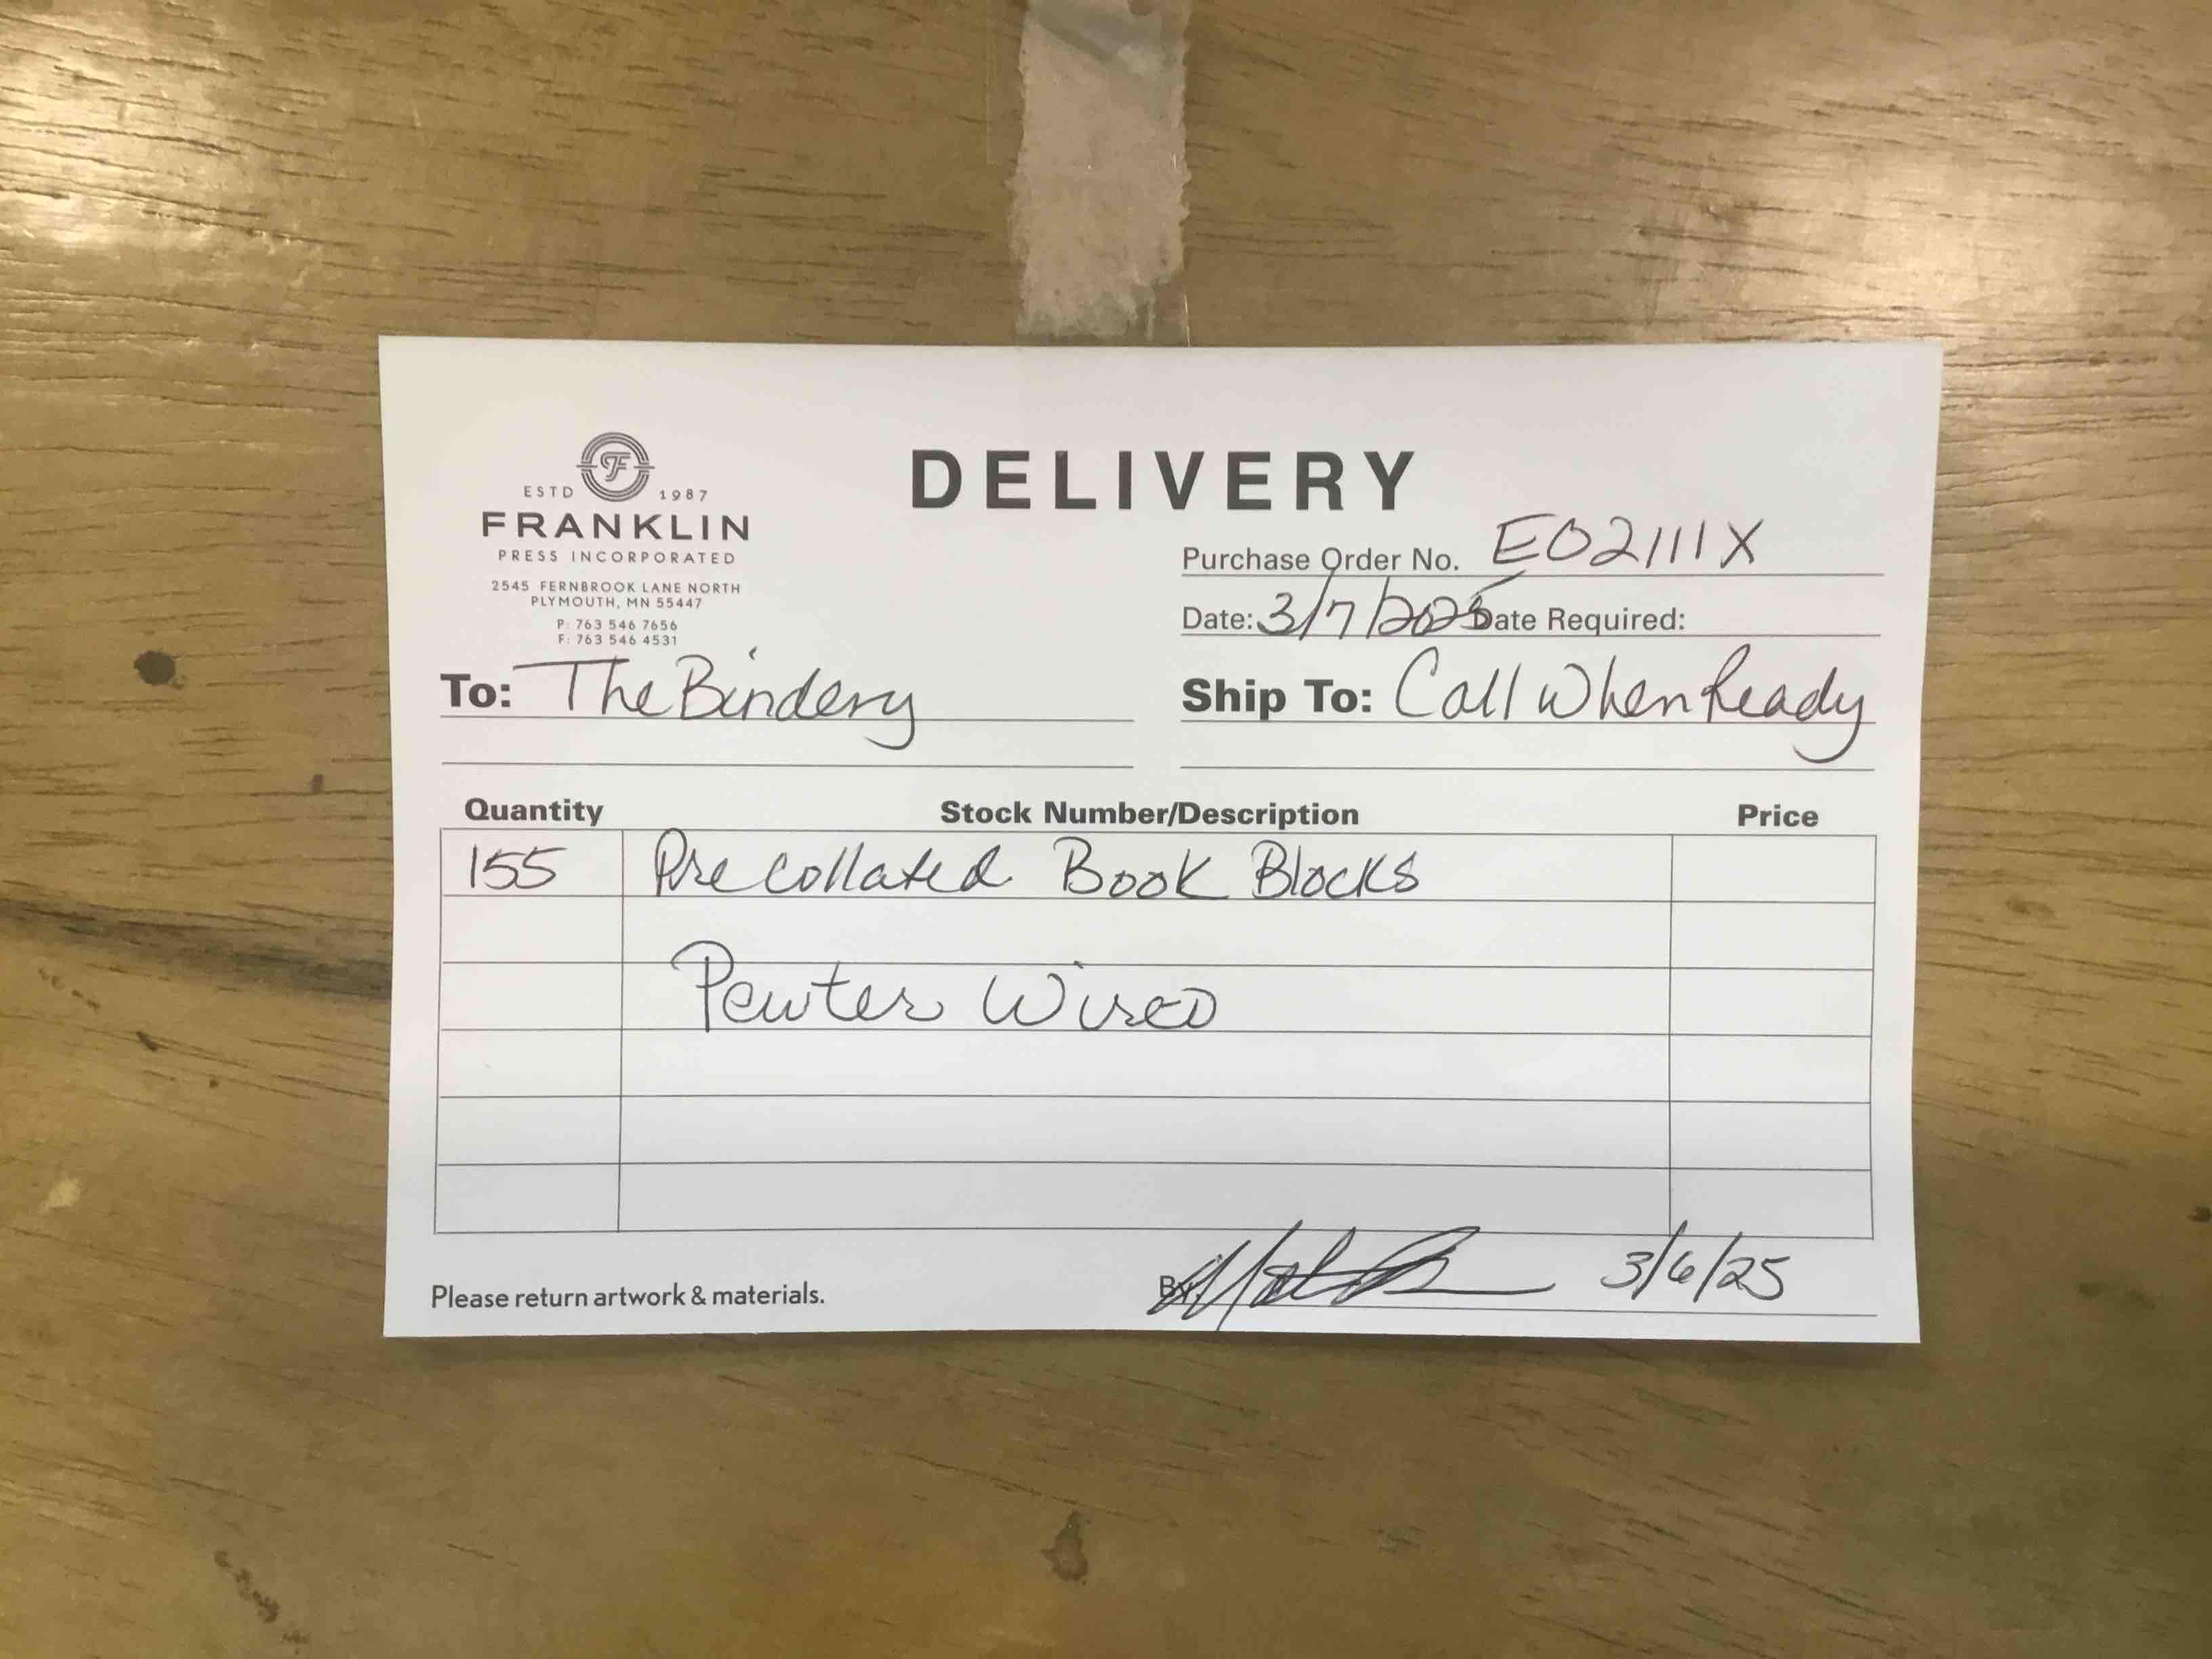 ESTD 1987
FRANKLIN
PRESS INCORPORATED
2545 FERNBROOK LANE NORTH
PLYMOUTH, MN 55447
P: 763 546 7656
F: 763 546 4531
DELIVERY
Purchase Order No. E02111X
Date: 3/7/2025 Date Required:
To: The Bindery
Ship To: Call When Ready
Quantity Stock Number/Description Price
155 Precollated Book Blocks
Pewter Wireo
Please return artwork & materials.
By: 3/6/25